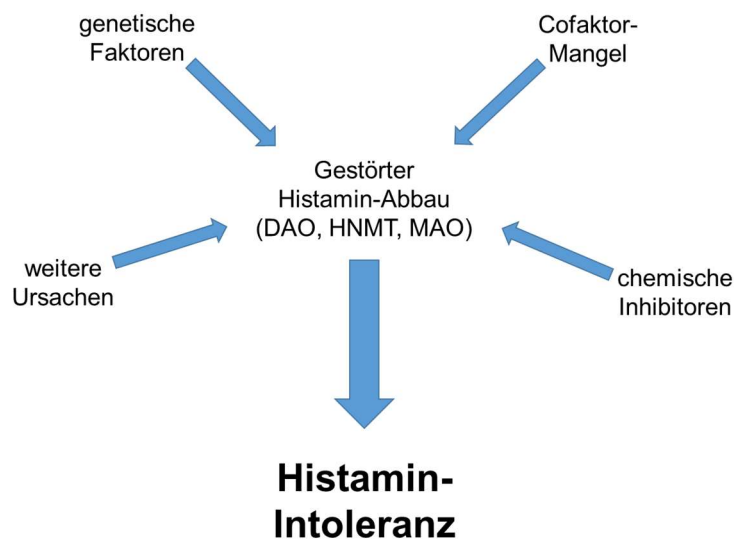 genetische
Faktoren
Cofaktor-
Mangel
Gestörter
Histamin-Abbau
(DAO, HNMT, MAO)
weitere
Ursachen
chemische
Inhibitoren
Histamin-
Intoleranz